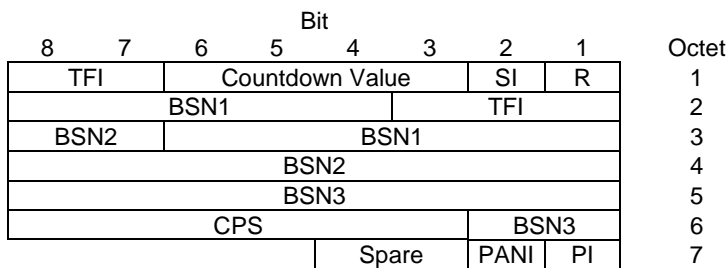 Bit
8 7 6 5 4 3 2 1 Octet
TFI Countdown Value SI R 1
BSN1 TFI 2
BSN2 BSN1 3
BSN2 4
BSN3 5
CPS BSN3 6
Spare PANI PI 7